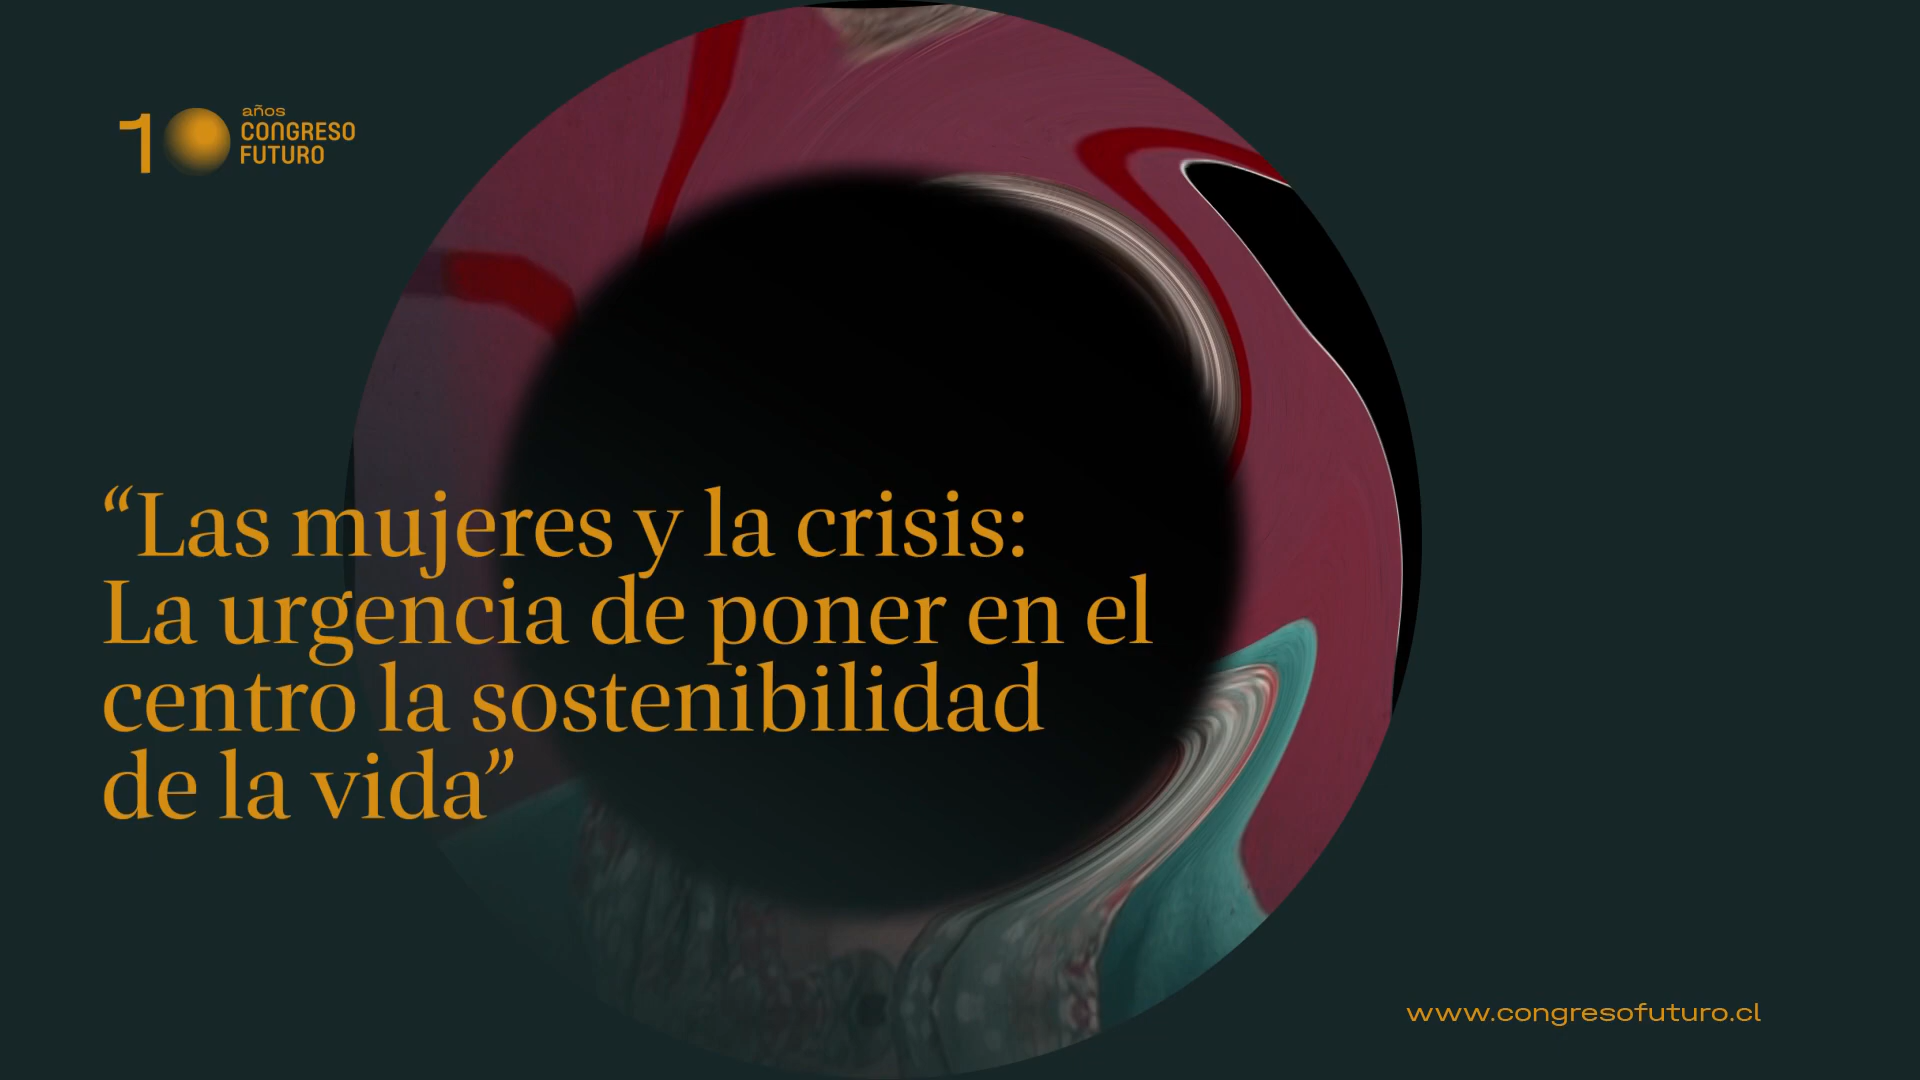 10 años
CONGRESO
FUTURO
“Las mujeres y la crisis:
La urgencia de poner en el
centro la sostenibilidad
de la vida”
www.congresofuturo.cl